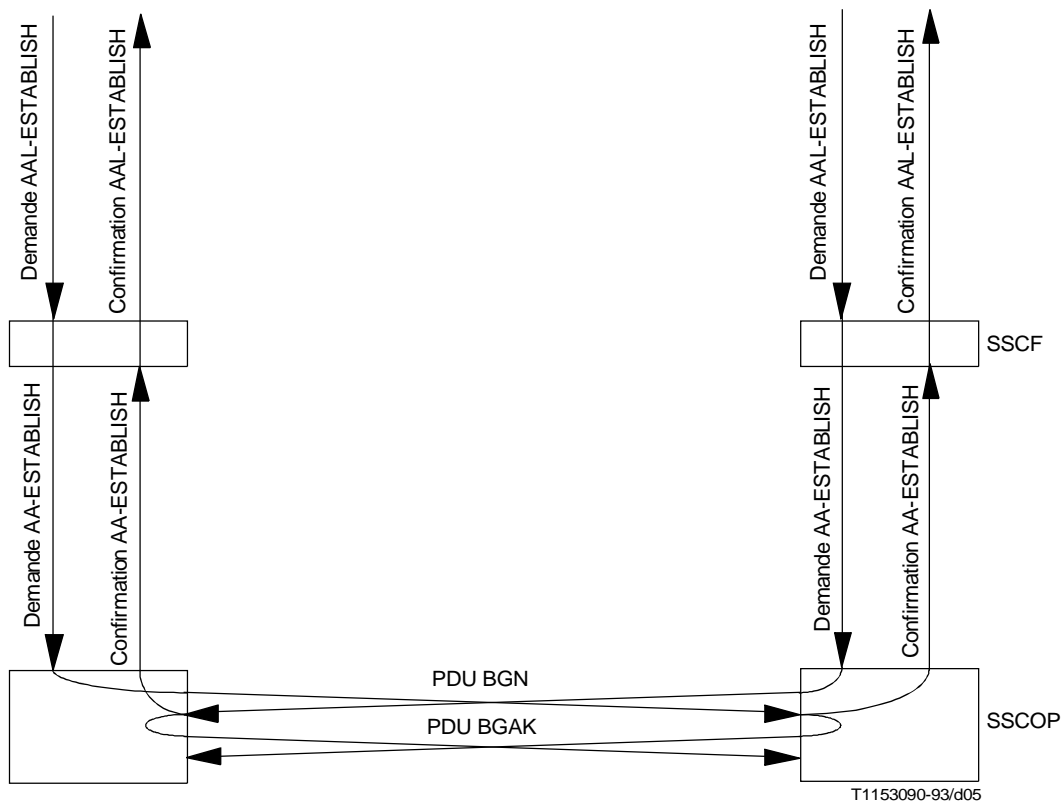 Demande AAL-ESTABLISH
Confirmation AAL-ESTABLISH
Demande AAL-ESTABLISH
Confirmation AAL-ESTABLISH
SSCF
Demande AA-ESTABLISH
Confirmation AA-ESTABLISH
Demande AA-ESTABLISH
Confirmation AA-ESTABLISH
PDU BGN
PDU BGAK
SSCOP
T1153090-93/d05